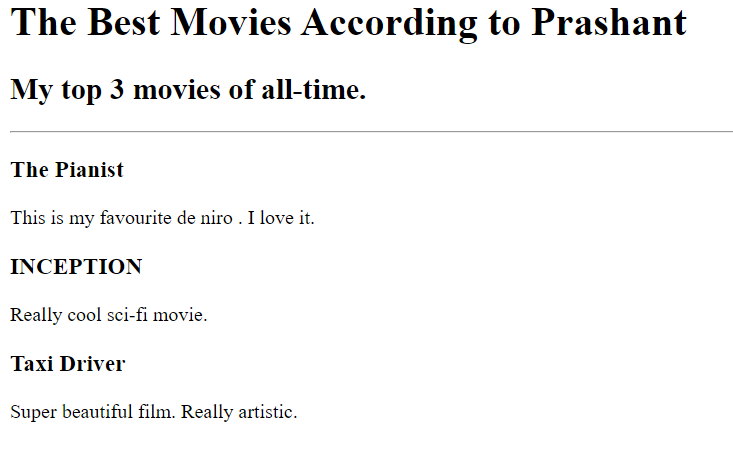 The Best Movies According to Prashant
My top 3 movies of all-time.
The Pianist
This is my favourite de niro . I love it.
INCEPTION
Really cool sci-fi movie.
Taxi Driver
Super beautiful film. Really artistic.